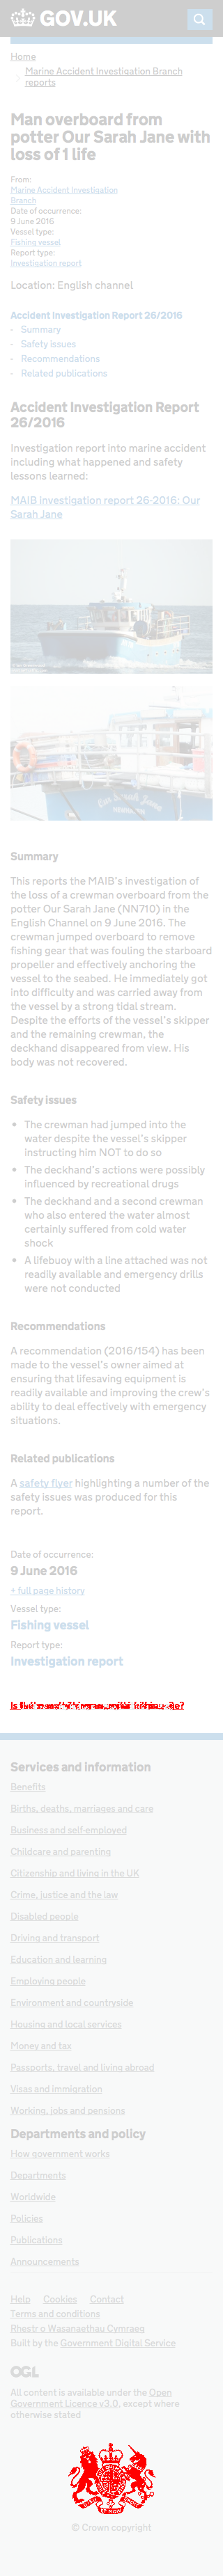 GOV.UK
Home
Marine Accident Investigation Branch
reports
Man overboard from
potter Our Sarah Jane with
loss of 1 life
From:
Marine Accident Investigation
Branch
Date of occurrence:
9 June 2016
Vessel type:
Fishing vessel
Report type:
Investigation report
Location: English channel
Accident Investigation Report 26/2016
Summary
Safety issues
Recommendations
Related publications
Accident Investigation Report
26/2016
Investigation report into marine accident
including what happened and safety
lessons learned:
MAIB investigation report 26-2016: Our
Sarah Jane
Summary
This reports the MAIB's investigation of
the loss of a crewman overboard from the
potter Our Sarah Jane (NN710) in the
English Channel on 9 June 2016. The
crewman jumped overboard to remove
fishing gear that was fouling the starboard
propeller and effectively anchoring the
vessel to the seabed. He immediately got
into difficulty and was carried away from
the vessel by a strong tidal stream.
Despite the efforts of the vessel's skipper
and the remaining crewman, the
deckhand disappeared from view. His
body was not recovered.
Safety issues
The crewman had jumped into the
water despite the vessel's skipper
instructing him NOT to do so
The deckhand's actions were possibly
influenced by recreational drugs
The deckhand and a second crewman
who also entered the water almost
certainly suffered from cold water
shock
A lifebuoy with a line attached was not
readily available and emergency drills
were not conducted
Recommendations
A recommendation (2016/154) has been
made to the vessel's owner aimed at
ensuring that lifesaving equipment is
readily available and improving the crew's
ability to deal effectively with emergency
situations.
Related publications
A safety flyer highlighting a number of the
safety issues was produced for this
report.
Date of occurrence:
9 June 2016
+ full page history
Vessel type:
Fishing vessel
Report type:
Investigation report
Services and information
Benefits
Births, deaths, marriages and care
Business and self-employed
Childcare and parenting
Citizenship and living in the UK
Crime, justice and the law
Disabled people
Driving and transport
Education and learning
Employing people
Environment and countryside
Housing and local services
Money and tax
Passports, travel and living abroad
Visas and immigration
Working, jobs and pensions
Departments and policy
How government works
Departments
Worldwide
Policies
Publications
Announcements
Help Cookies Contact
Terms and conditions
Rhestr o Wasanaethau Cymraeg
Built by the Government Digital Service
OGL
All content is available under the Open
Government Licence v3.0, except where
otherwise stated
© Crown copyright